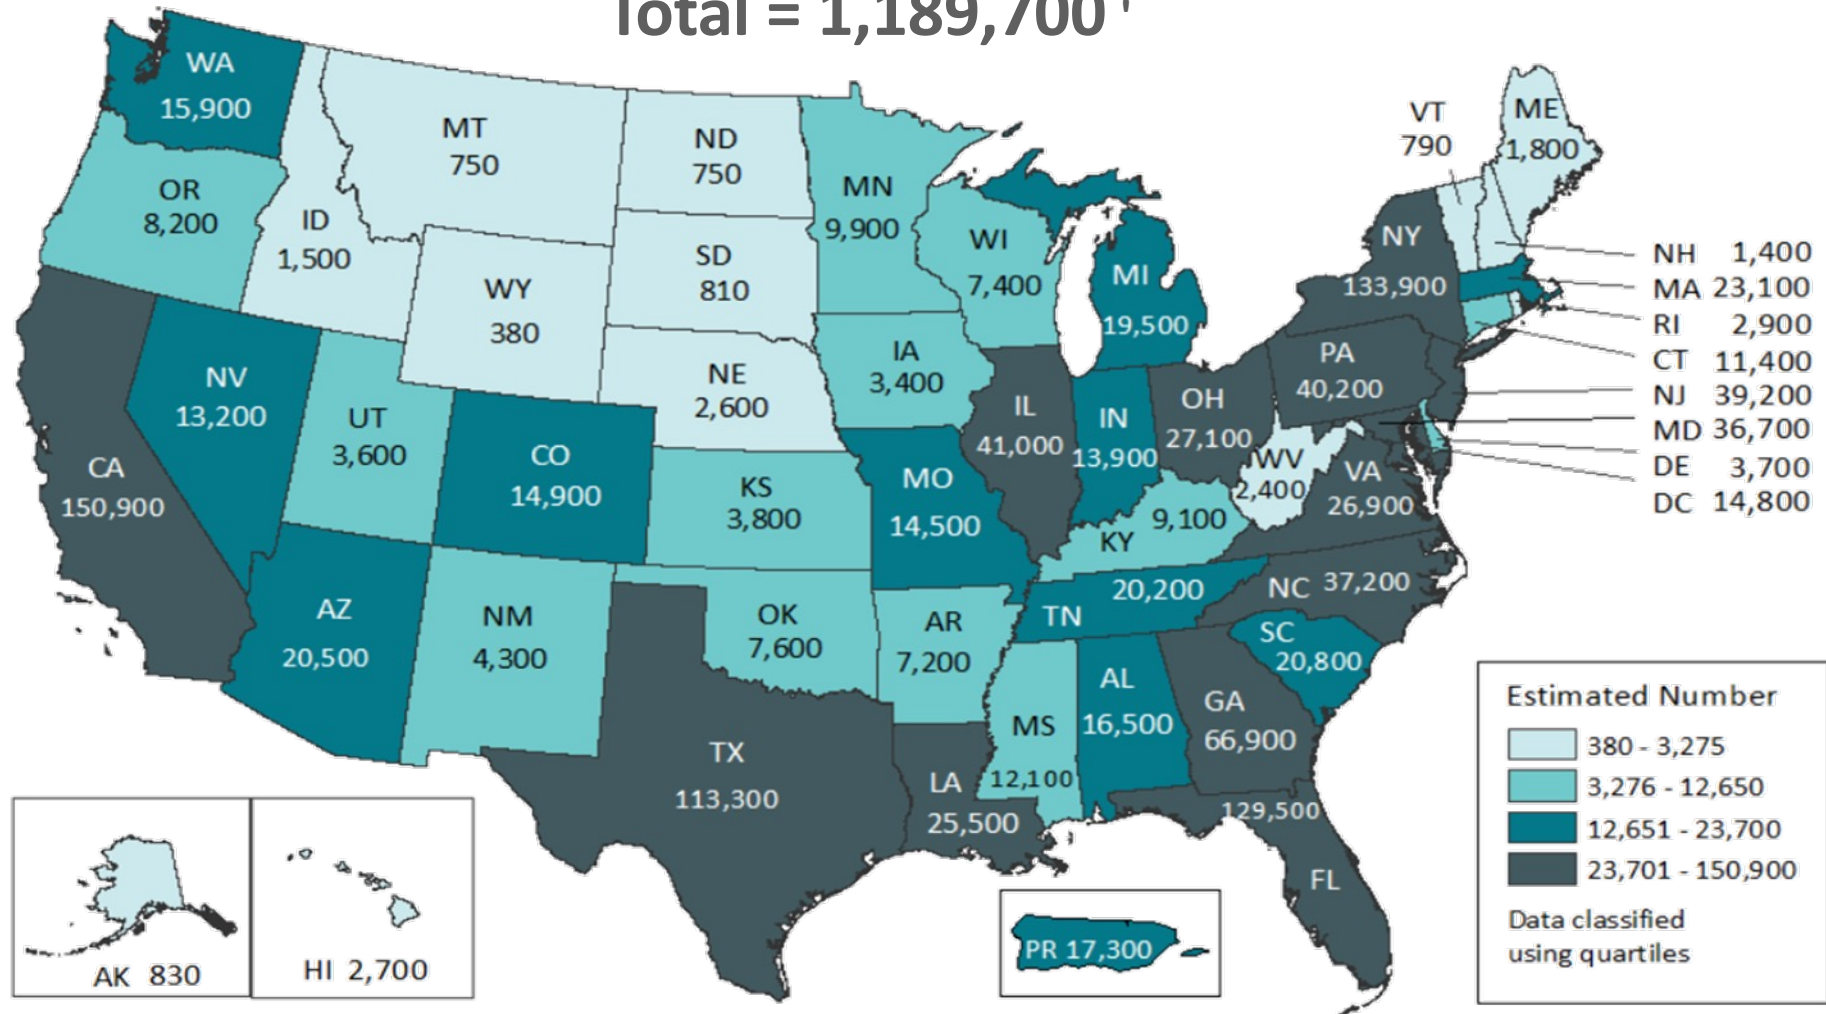 Total = 1,189,700†
WA
15,900
MT
750
ND
750
MN
9,900
VT
790
ME
1,800
OR
8,200
ID
1,500
WY
380
SD
810
WI
7,400
MI
19,500
NY
133,900
NH 1,400
MA 23,100
RI 2,900
CT 11,400
NJ 39,200
MD 36,700
DE 3,700
DC 14,800
NV
13,200
UT
3,600
CO
14,900
NE
2,600
IA
3,400
IL
41,000
IN
13,900
OH
27,100
PA
40,200
WV
2,400
VA
26,900
CA
150,900
KS
3,800
MO
14,500
KY 9,100
AZ
20,500
NM
4,300
OK
7,600
AR
7,200
TN 20,200
NC 37,200
SC
20,800
TX
113,300
LA
25,500
MS
12,100
AL
16,500
GA
66,900
129,500
FL
AK 830
HI 2,700
PR 17,300
Estimated Number
380 - 3,275
3,276 - 12,650
12,651 - 23,700
23,701 - 150,900
Data classified
using quartiles